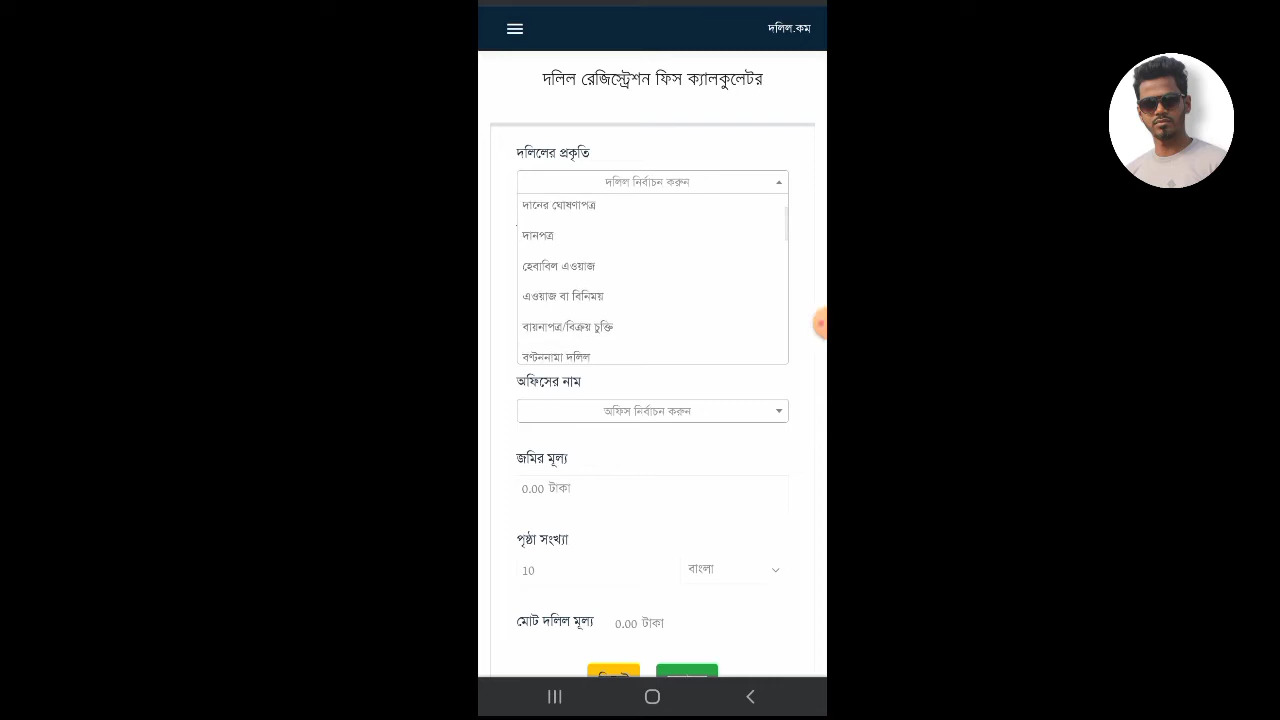 দলিল.কম
দলিল রেজিস্ট্রেশন ফিস ক্যালকুলেটর
দলিলের প্রকৃতি
দলিল নির্বাচন করুন
দানের ঘোষণাপত্র
দানপত্র
হেবাবিল এওয়াজ
এওয়াজ বা বিনিময়
বায়নাপত্র/বিক্রয় চুক্তি
বণ্টননামা দলিল
অফিসের নাম
অফিস নির্বাচন করুন
জমির মূল্য
0.00 টাকা
পৃষ্ঠা সংখ্যা
10 বাংলা
মোট দলিল মূল্য 0.00 টাকা